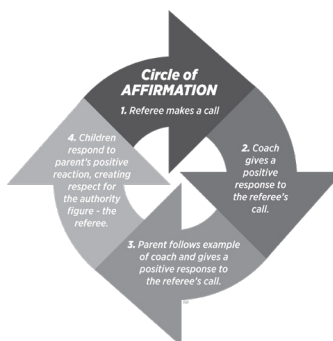 Circle of
AFFIRMATION
1. Referee makes a call
2. Coach
gives a
positive
response to
the referee's
call.
3. Parent follows example
of coach and gives a
positive response to
the referee's call.
4. Children
respond to
parent's positive
reaction, creating
respect for
the authority
figure - the
referee.